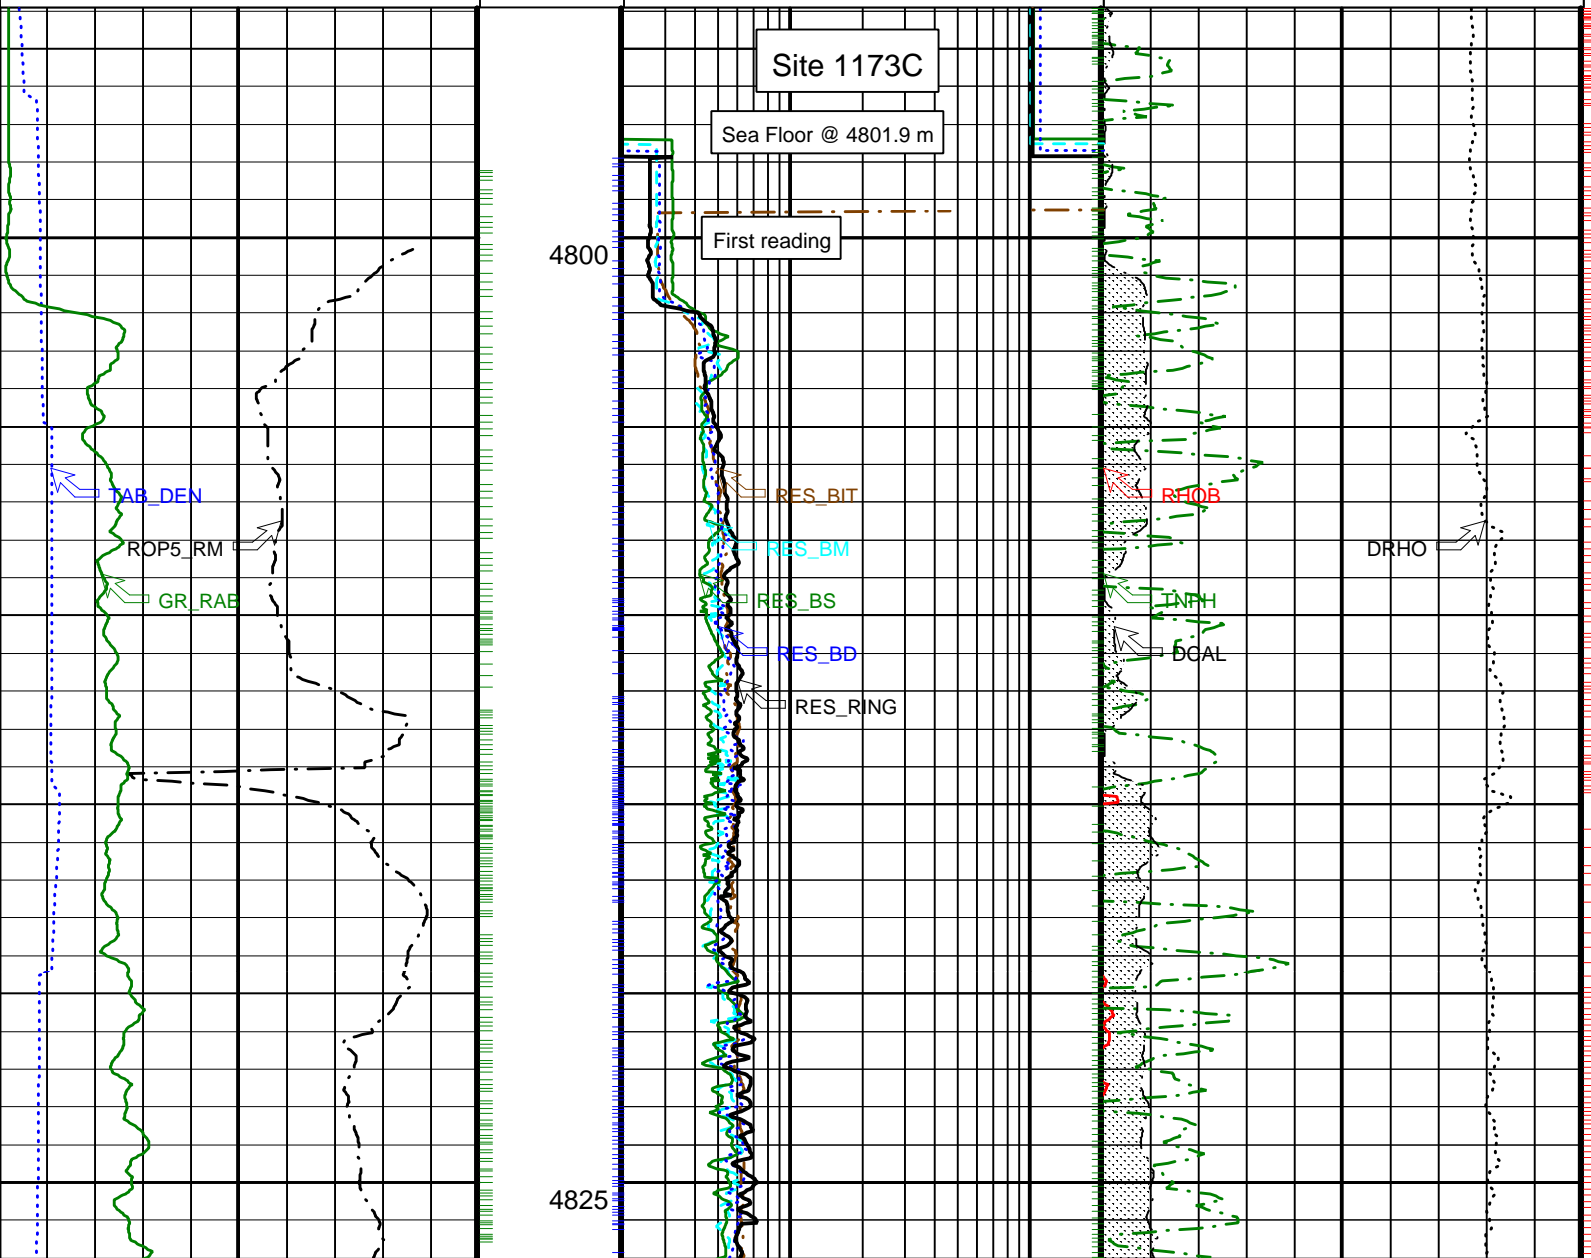 Site 1173C
Sea Floor @ 4801.9 m
First reading
4800
TAB_DEN
RES_BIT
RHOB
ROP5_RM
RES_BM
DRHO
GR_RAB
RES_BS
TNPH
RES_BD
DCAL
RES_RING
4825